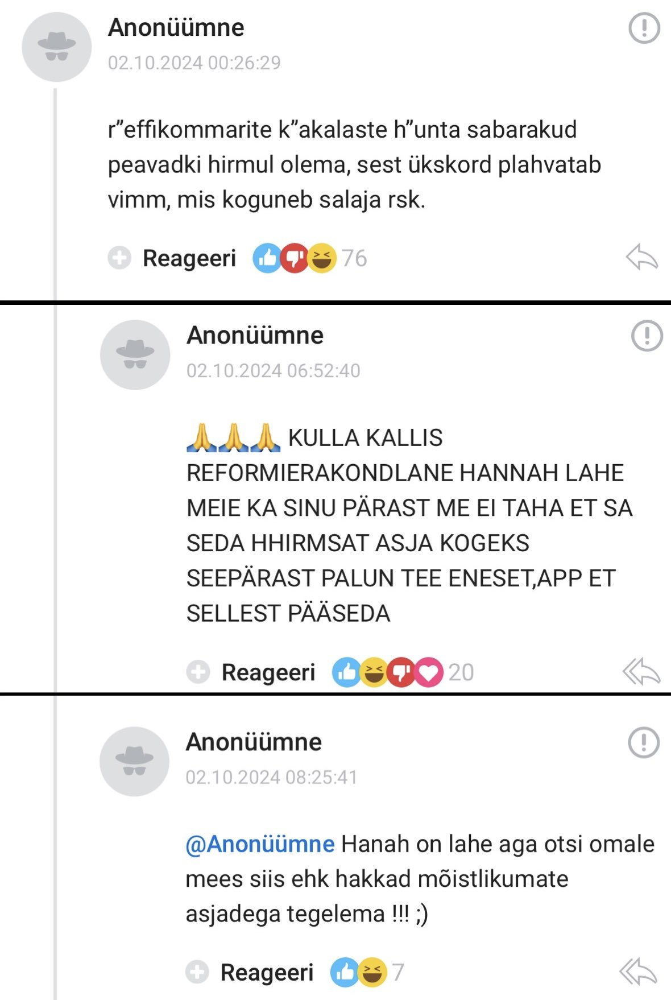 Anonüümne
02.10.2024 00:26:29
r”effikommarite k”akalaste h”unta sabarakud
peavadki hirmul olema, sest ükskord plahvatab
vimm, mis koguneb salaja rsk.
Reageeri 76
Anonüümne
02.10.2024 06:52:40
🙏🙏🙏 KULLA KALLIS
REFORMIERAKONDLANE HANNAH LAHE
MEIE KA SINU PÄRAST ME EI TAHA ET SA
SEDA HHIRMSAT ASJA KOGEKS
SEEPÄRAST PALUN TEE ENESET,APP ET
SELLEST PÄÄSEDA
Reageeri 20
Anonüümne
02.10.2024 08:25:41
@Anonüümne Hanah on lahe aga otsi omale
mees siis ehk hakkad mõistlikumate
asjadega tegelema !!! ;)
Reageeri 7